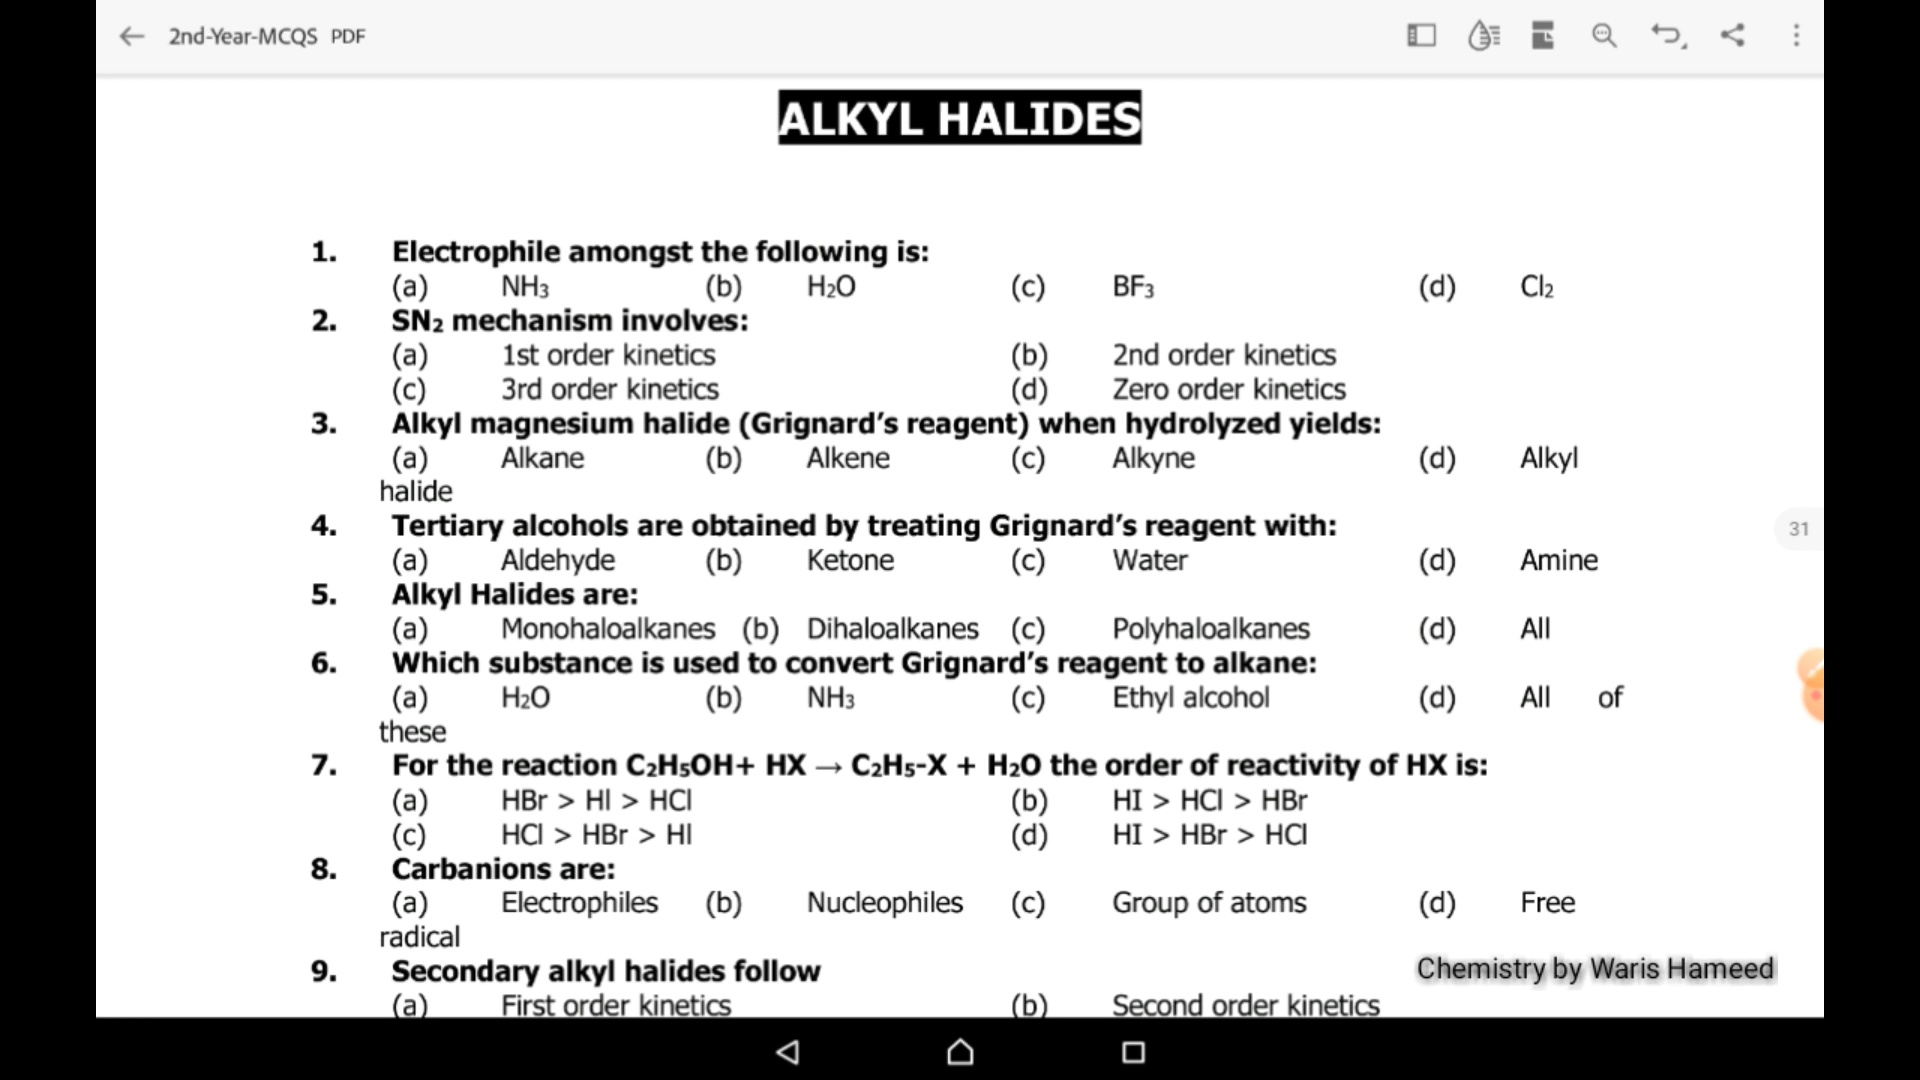 2nd-Year-MCQS PDF
ALKYL HALIDES
1. Electrophile amongst the following is:
(a) NH₃ (b) H₂O (c) BF₃ (d) Cl₂
2. SN₂ mechanism involves:
(a) 1st order kinetics (b) 2nd order kinetics
(c) 3rd order kinetics (d) Zero order kinetics
3. Alkyl magnesium halide (Grignard’s reagent) when hydrolyzed yields:
(a) Alkane (b) Alkene (c) Alkyne (d) Alkyl
halide
4. Tertiary alcohols are obtained by treating Grignard’s reagent with:
(a) Aldehyde (b) Ketone (c) Water (d) Amine
31
5. Alkyl Halides are:
(a) Monohaloalkanes (b) Dihaloalkanes (c) Polyhaloalkanes (d) All
6. Which substance is used to convert Grignard’s reagent to alkane:
(a) H₂O (b) NH₃ (c) Ethyl alcohol (d) All of
these
7. For the reaction C₂H₅OH+ HX → C₂H₅-X + H₂O the order of reactivity of HX is:
(a) HBr > Hl > HCl (b) HI > HCl > HBr
(c) HCl > HBr > Hl (d) HI > HBr > HCl
8. Carbanions are:
(a) Electrophiles (b) Nucleophiles (c) Group of atoms (d) Free
radical
9. Secondary alkyl halides follow
Chemistry by Waris Hameed
(a) First order kinetics (b) Second order kinetics